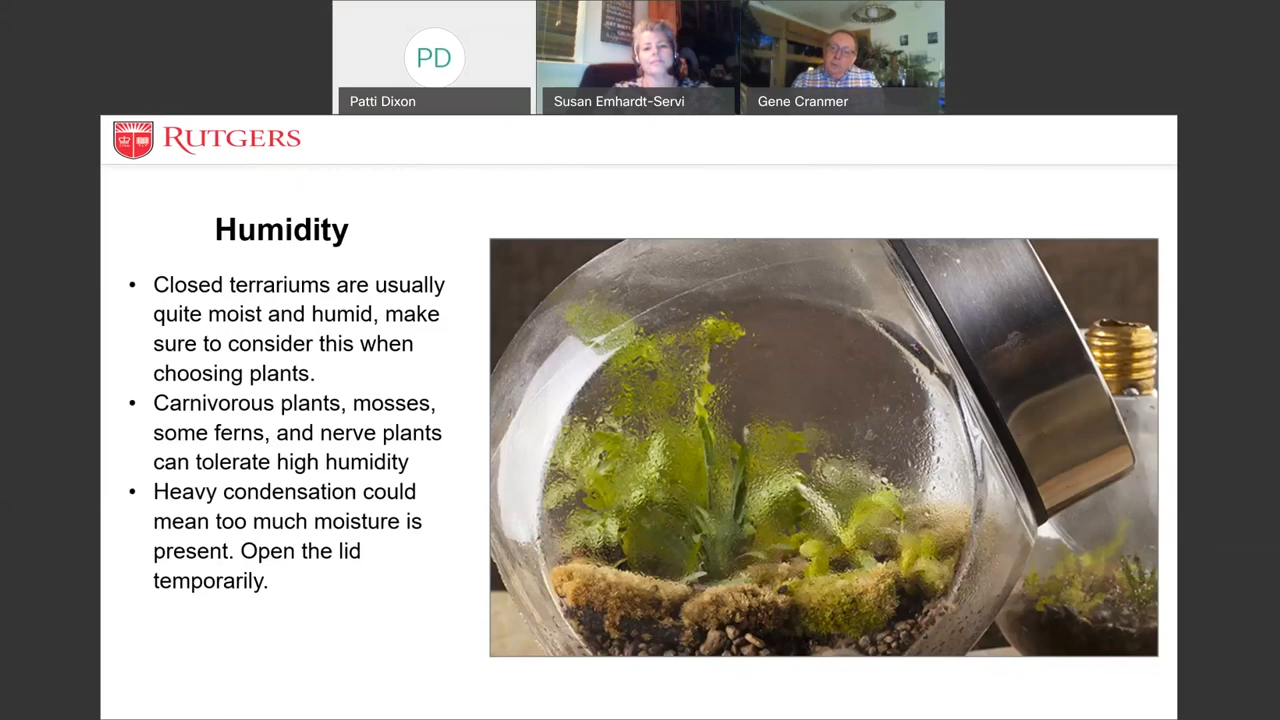 PD
Patti Dixon
Susan Emhardt-Servi
Gene Cranmer
RUTGERS
Humidity
• Closed terrariums are usually
quite moist and humid, make
sure to consider this when
choosing plants.
• Carnivorous plants, mosses,
some ferns, and nerve plants
can tolerate high humidity
• Heavy condensation could
mean too much moisture is
present. Open the lid
temporarily.